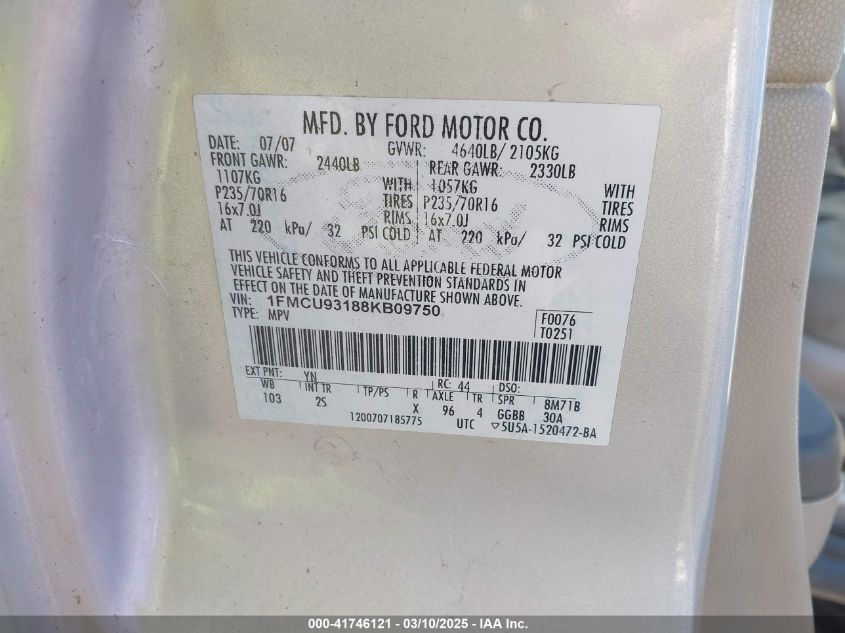 MFD. BY FORD MOTOR CO.
DATE: 07/07 GVWR: 4640LB/ 2105KG
FRONT GAWR: 2440LB REAR GAWR: 2330LB
1107KG WITH 1057KG WITH
P235/70R16 TIRES P235/70R16 TIRES
16x7.0J RIMS 16x7.0J RIMS
AT 220 kPa/ 32 PSI COLD AT 220 kPa/ 32 PSI COLD
THIS VEHICLE CONFORMS TO ALL APPLICABLE FEDERAL MOTOR
VEHICLE SAFETY AND THEFT PREVENTION STANDARDS IN
EFFECT ON THE DATE OF MANUFACTURE SHOWN ABOVE.
VIN: 1FMCU93188KB09750 F0076
TYPE: MPV T0251
EXT PNT: YN RC: 44 DSO:
WB INT TR TP/PS R AXLE TR SPR 8M71B
103 2S X 96 4 GGBB 30A
1200707185775 UTC ▽5U5A-1520472-BA
000-41746121 - 03/10/2025 - IAA Inc.